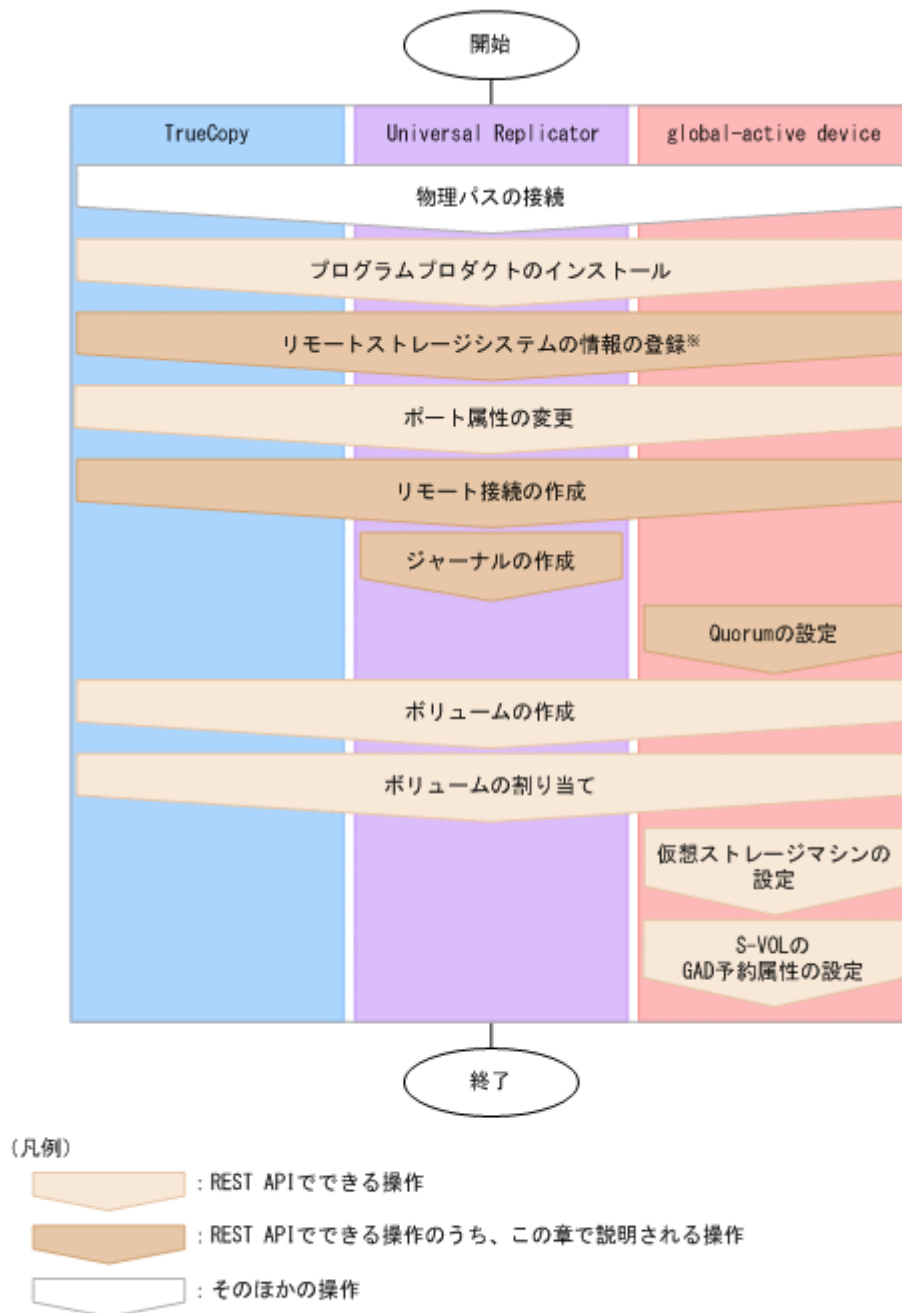 開始
TrueCopy
Universal Replicator
global-active device
物理パスの接続
プログラムプロダクトのインストール
リモートストレージシステムの情報の登録※
ポート属性の変更
リモート接続の作成
ジャーナルの作成
Quorumの設定
ボリュームの作成
ボリュームの割り当て
仮想ストレージマシンの
設定
S-VOLの
GAD予約属性の設定
終了
(凡例)
：REST APIでできる操作
：REST APIでできる操作のうち、この章で説明される操作
：そのほかの操作